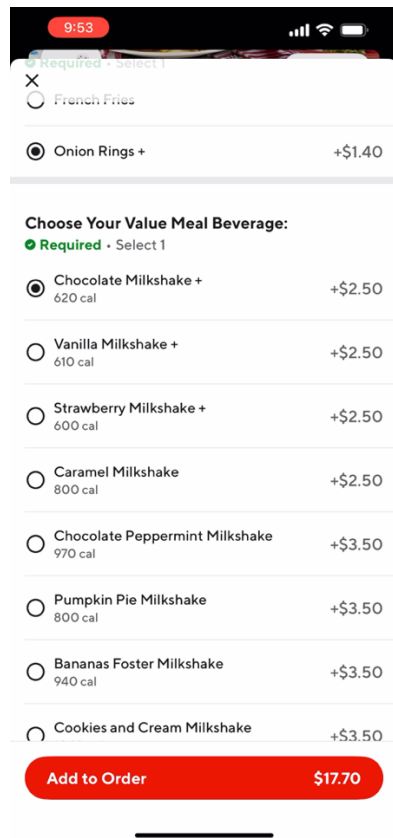 9:53
Required • Select 1
French Fries
Onion Rings +
+$1.40
Choose Your Value Meal Beverage:
Required • Select 1
Chocolate Milkshake +
620 cal
+$2.50
Vanilla Milkshake +
610 cal
+$2.50
Strawberry Milkshake +
600 cal
+$2.50
Caramel Milkshake
800 cal
+$2.50
Chocolate Peppermint Milkshake
970 cal
+$3.50
Pumpkin Pie Milkshake
800 cal
+$3.50
Bananas Foster Milkshake
940 cal
+$3.50
Cookies and Cream Milkshake
+$3.50
Add to Order
$17.70